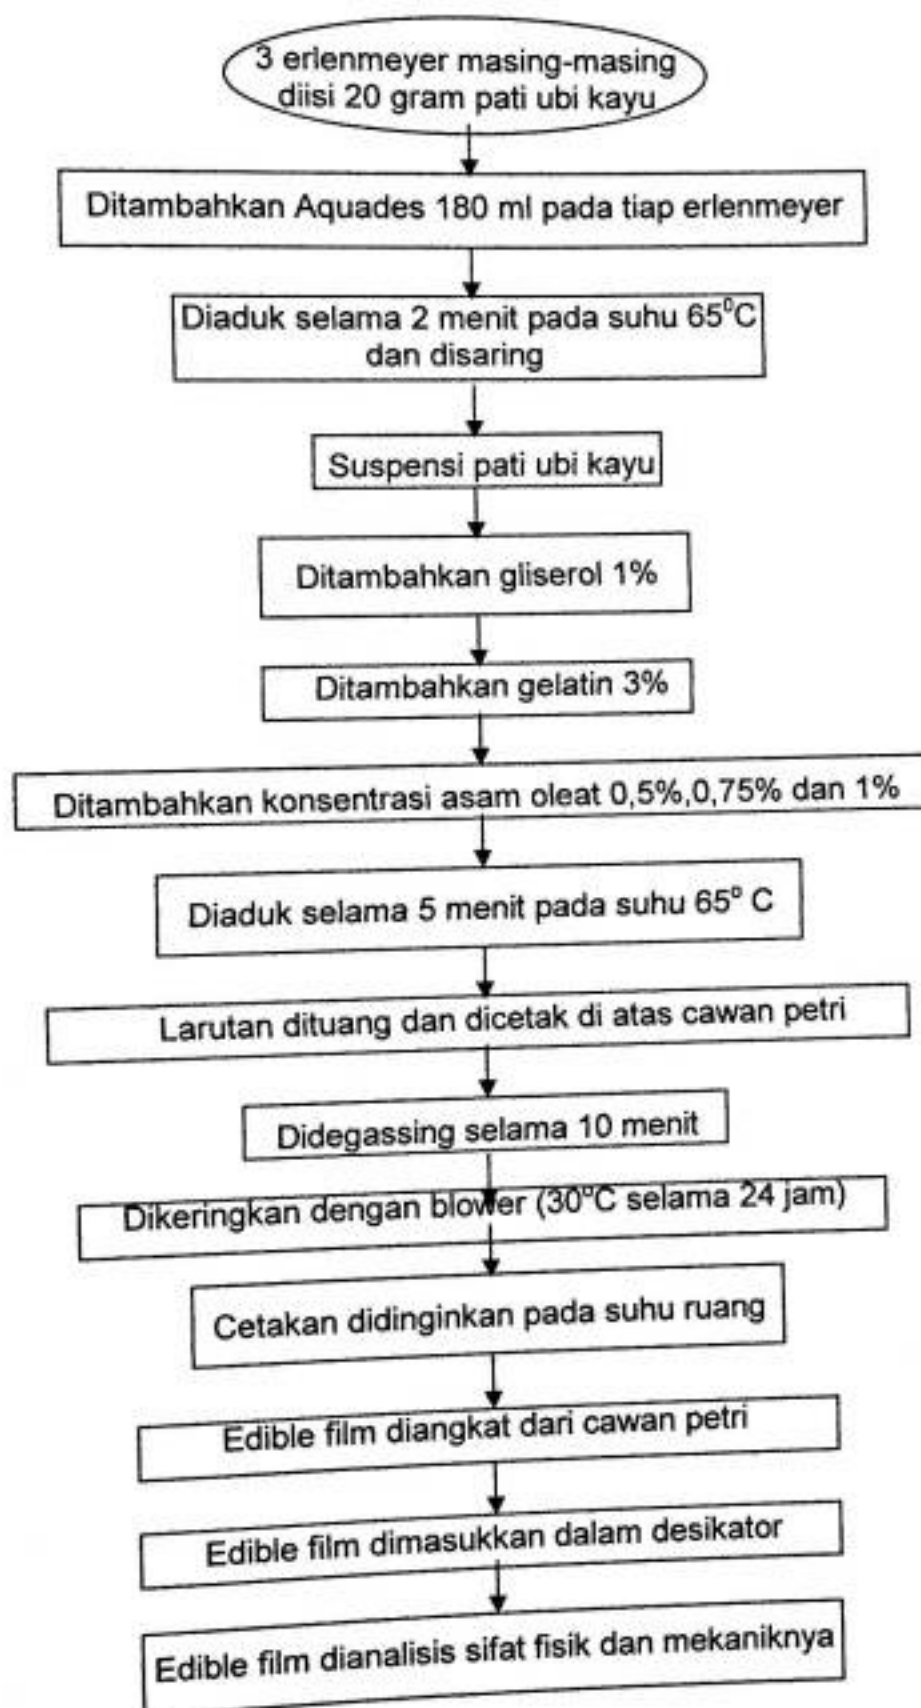 3 erlenmeyer masing-masing
diisi 20 gram pati ubi kayu
Ditambahkan Aquades 180 ml pada tiap erlenmeyer
Diaduk selama 2 menit pada suhu 65⁰C
dan disaring
Suspensi pati ubi kayu
Ditambahkan gliserol 1%
Ditambahkan gelatin 3%
Ditambahkan konsentrasi asam oleat 0,5%,0,75% dan 1%
Diaduk selama 5 menit pada suhu 65° C
Larutan dituang dan dicetak di atas cawan petri
Didegassing selama 10 menit
Dikeringkan dengan blower (30°C selama 24 jam)
Cetakan didinginkan pada suhu ruang
Edible film diangkat dari cawan petri
Edible film dimasukkan dalam desikator
Edible film dianalisis sifat fisik dan mekaniknya